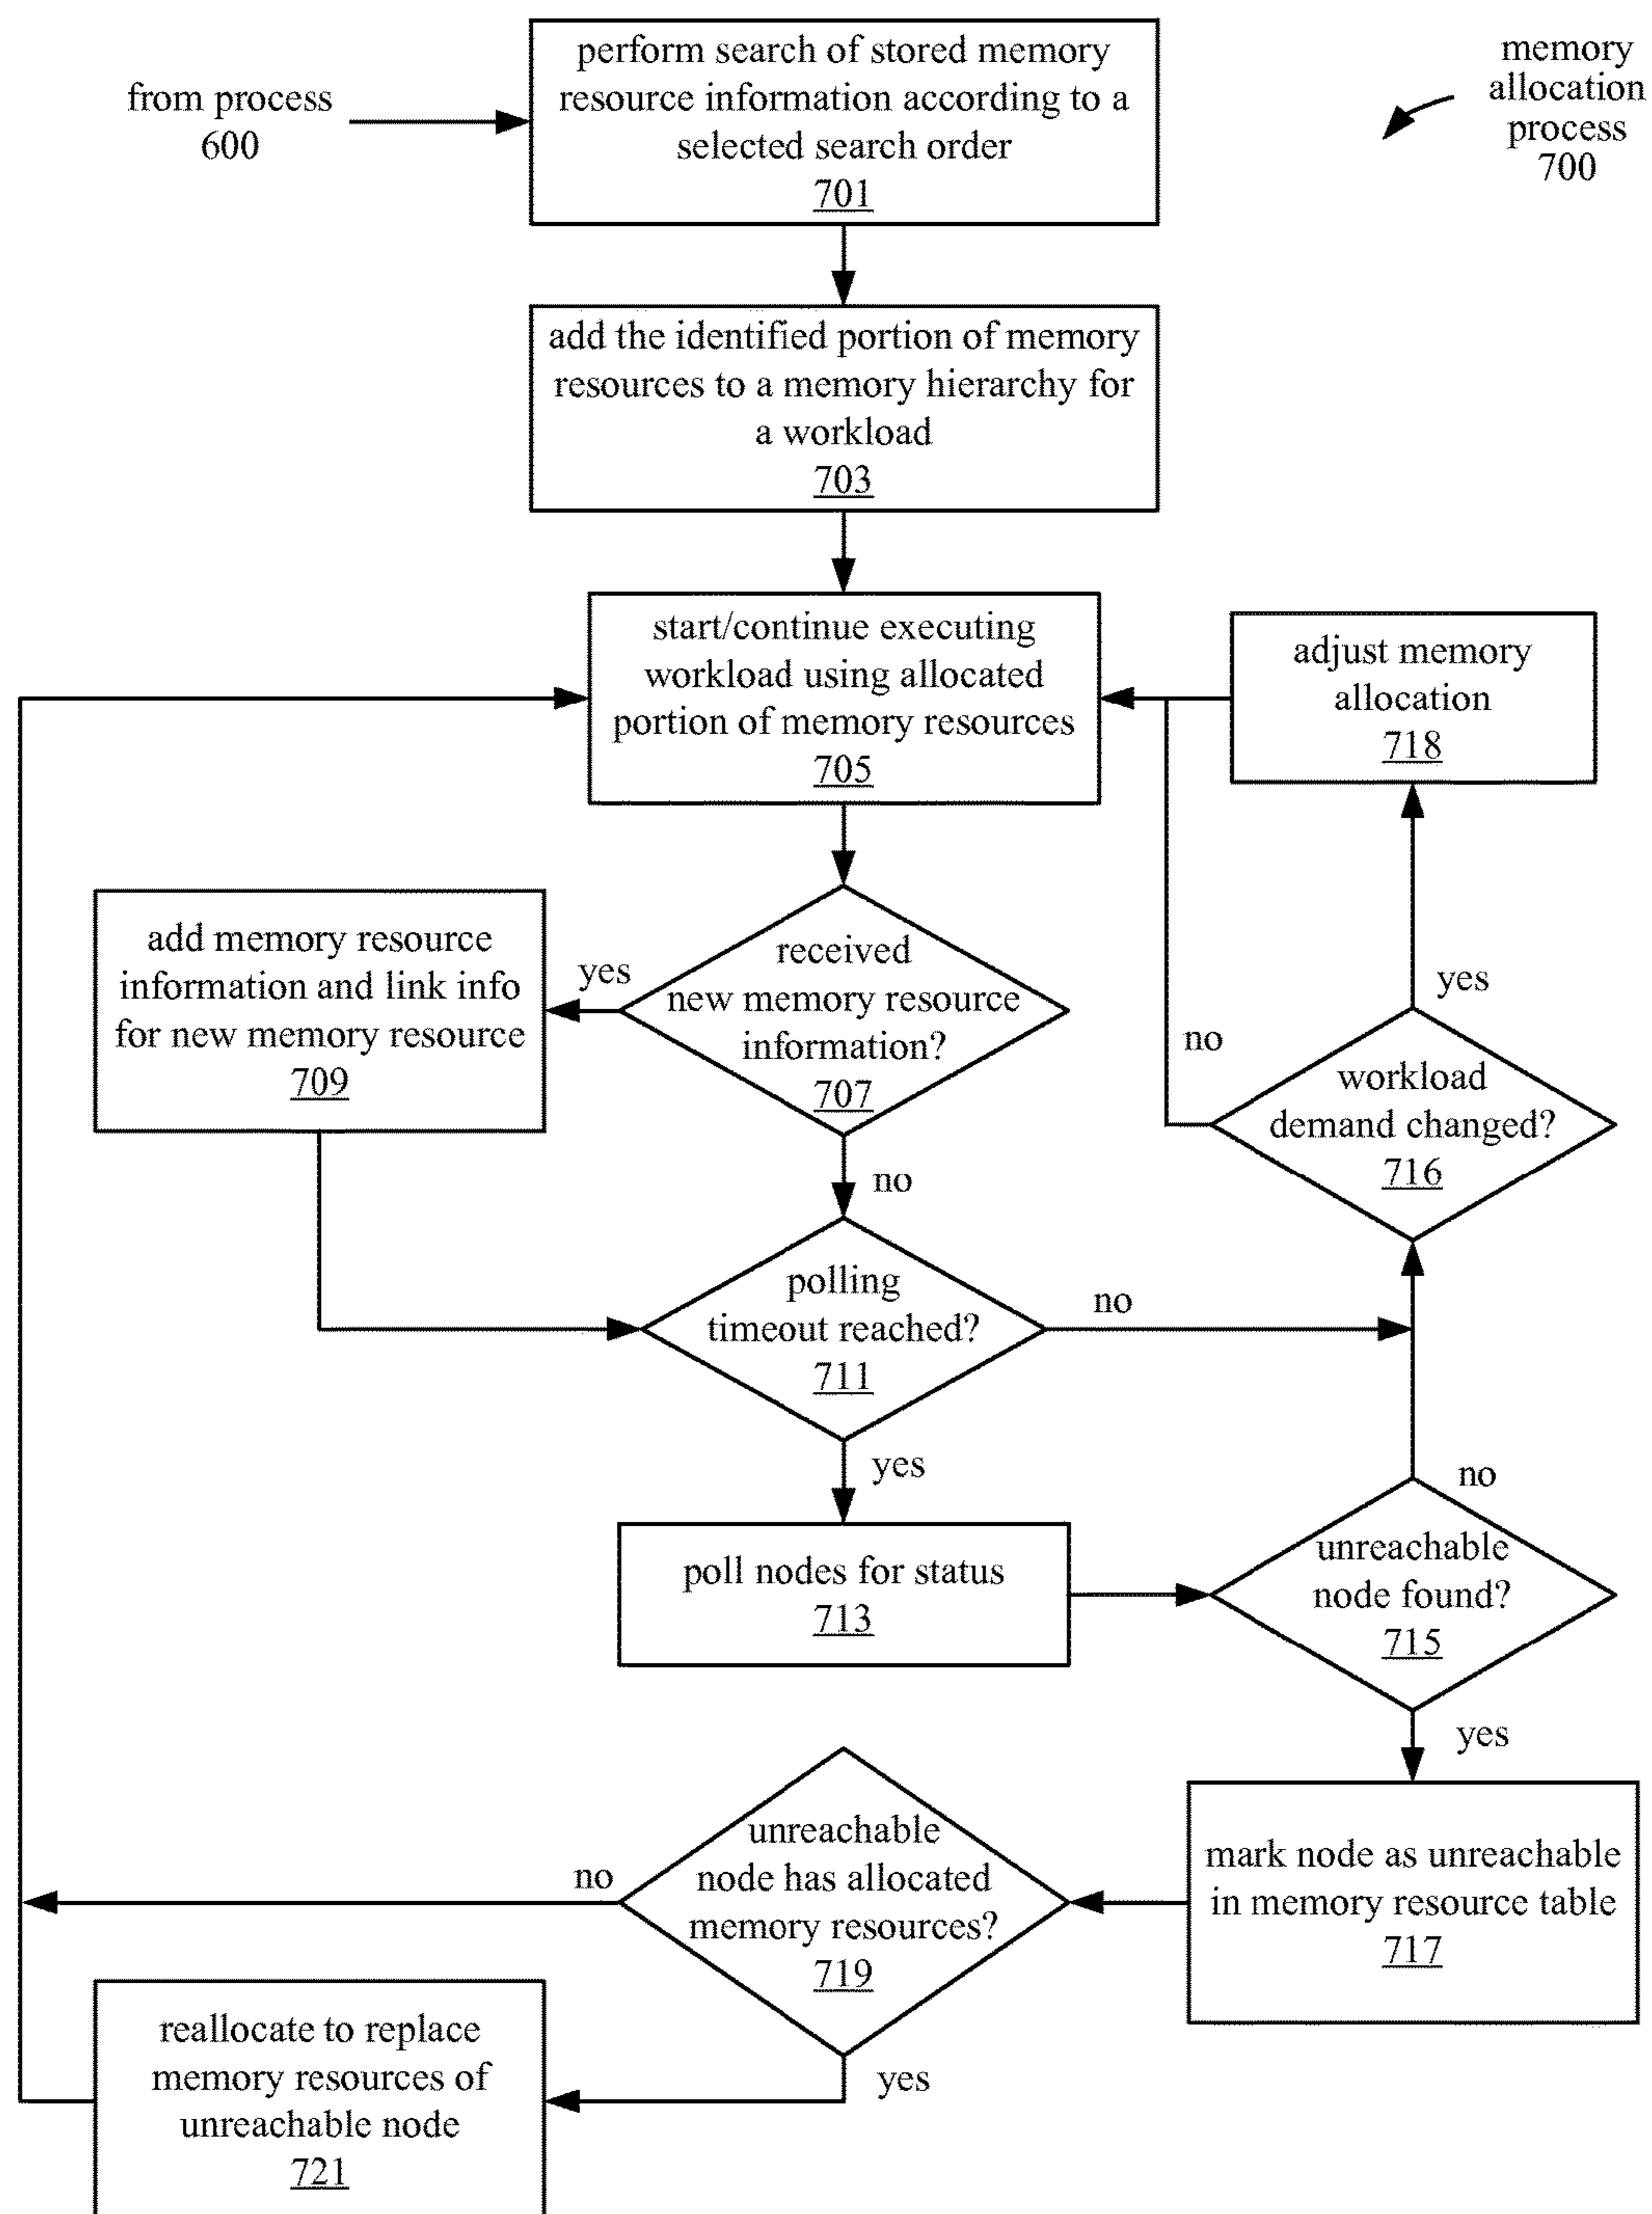 perform search of stored memory
resource information according to a
selected search order
701
from process
600
memory
allocation
process
700
add the identified portion of memory
resources to a memory hierarchy for
a workload
703
start/continue executing
workload using allocated
portion of memory resources
705
adjust memory
allocation
718
add memory resource
information and link info
for new memory resource
709
yes
received
new memory resource
information?
707
no
yes
no
workload
demand changed?
716
polling
timeout reached?
711
no
yes
poll nodes for status
713
no
unreachable
node found?
715
yes
mark node as unreachable
in memory resource table
717
unreachable
node has allocated
memory resources?
719
no
yes
reallocate to replace
memory resources of
unreachable node
721